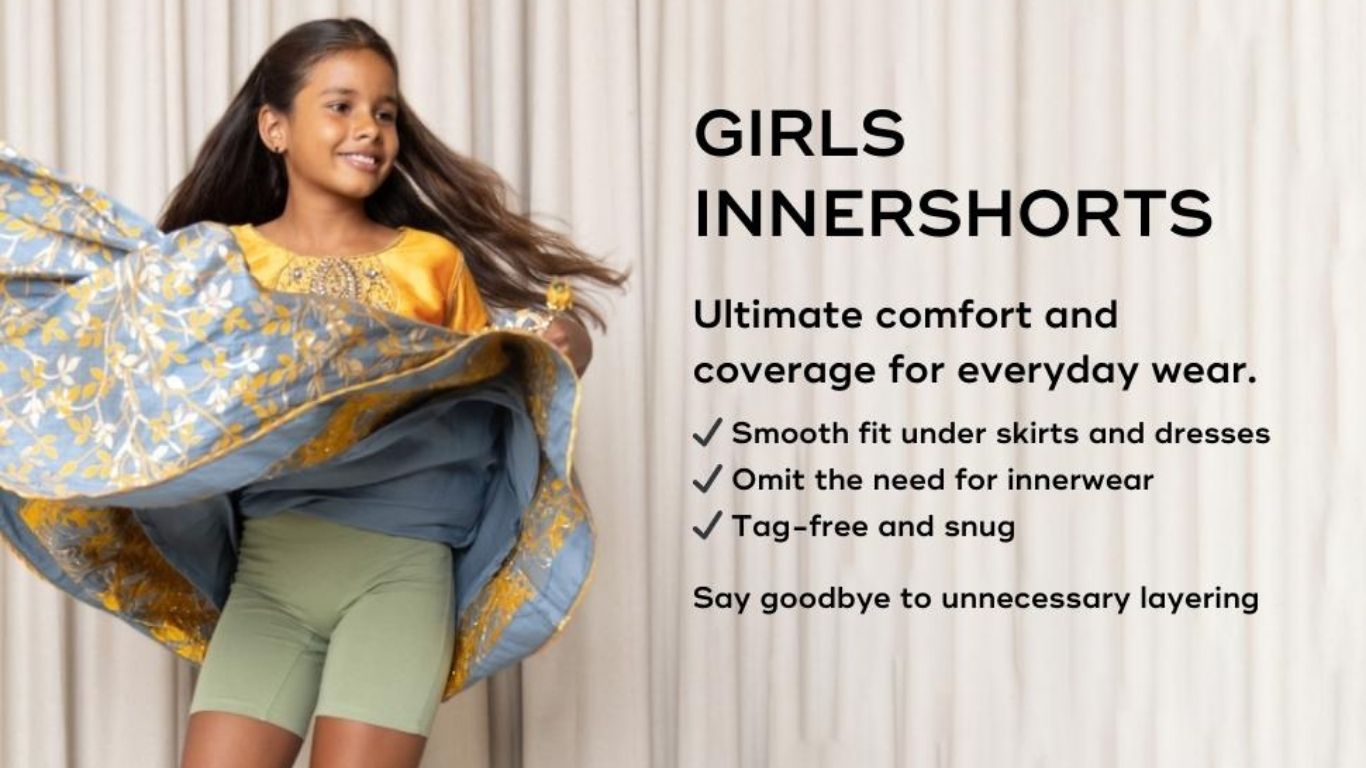 GIRLS
INNERSHORTS
Ultimate comfort and
coverage for everyday wear.
✓ Smooth fit under skirts and dresses
✓ Omit the need for innerwear
✓ Tag-free and snug
Say goodbye to unnecessary layering